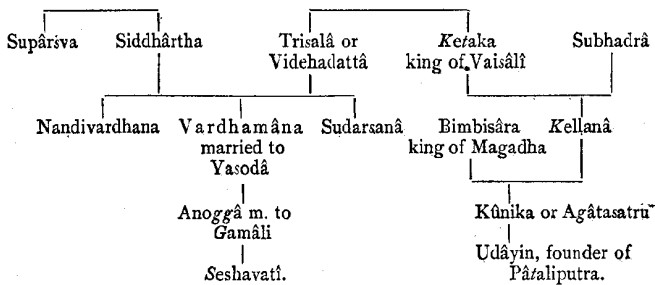 Supârśva Siddhârtha Trisalâ or Ketaka Subhadrâ
Videhadattâ king of Vaisâlî
Nandivardhana Vardhamâna Sudarsanâ Bimbisâra Kellanâ
married to king of Magadha
Yasodâ
Anoggâ m. to Kûnika or Agâtasatru
Gamâli
Udâyin, founder of
Seshavatî. Pâtaliputra.